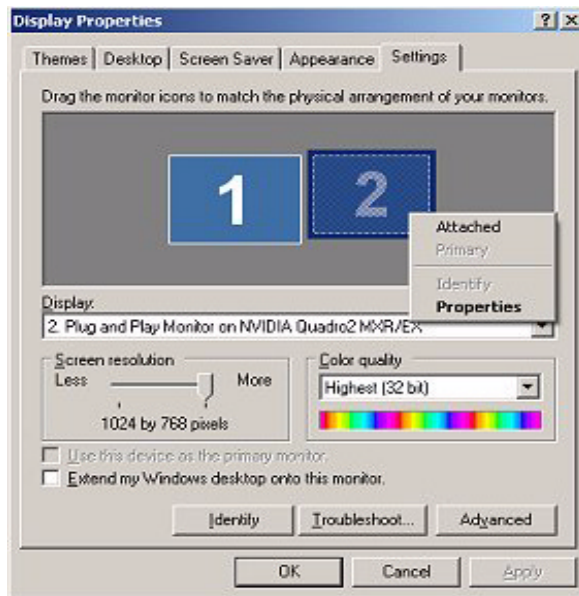 Display Properties
Themes Desktop Screen Saver Appearance Settings
Drag the monitor icons to match the physical arrangement of your monitors.
1 2
Attached
Primary
Identify
Properties
Display:
2. Plug and Play Monitor on NVIDIA Quadro2 MXR/EX
Screen resolution
Less More
1024 by 768 pixels
Color quality
Highest (32 bit)
Use this device as the primary monitor.
Extend my Windows desktop onto this monitor.
Identify Troubleshoot... Advanced
OK Cancel Apply